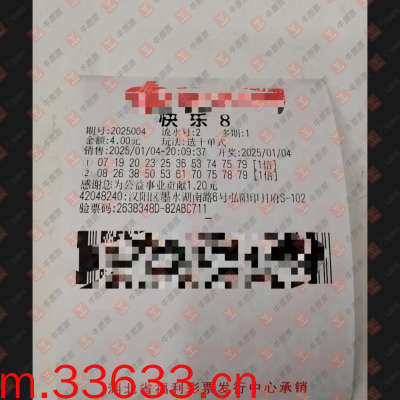 快乐8
期号:2025004 流水号:2 多期:1
金额:4.00元 玩法:选十单式
销售:2025/01/04-20:09:37 开奖:2025/01/04
① 07 19 20 23 25 36 53 74 75 79 [1倍]
② 08 26 38 50 53 61 70 75 78 79 [1倍]
感谢您为公益事业贡献1.20元
42048240:汉阳区墨水湖南路8号弘阳印月府S-102
验票码:2638348D-82ABC711
m.33633.cn
湖北省福利彩票发行中心承销